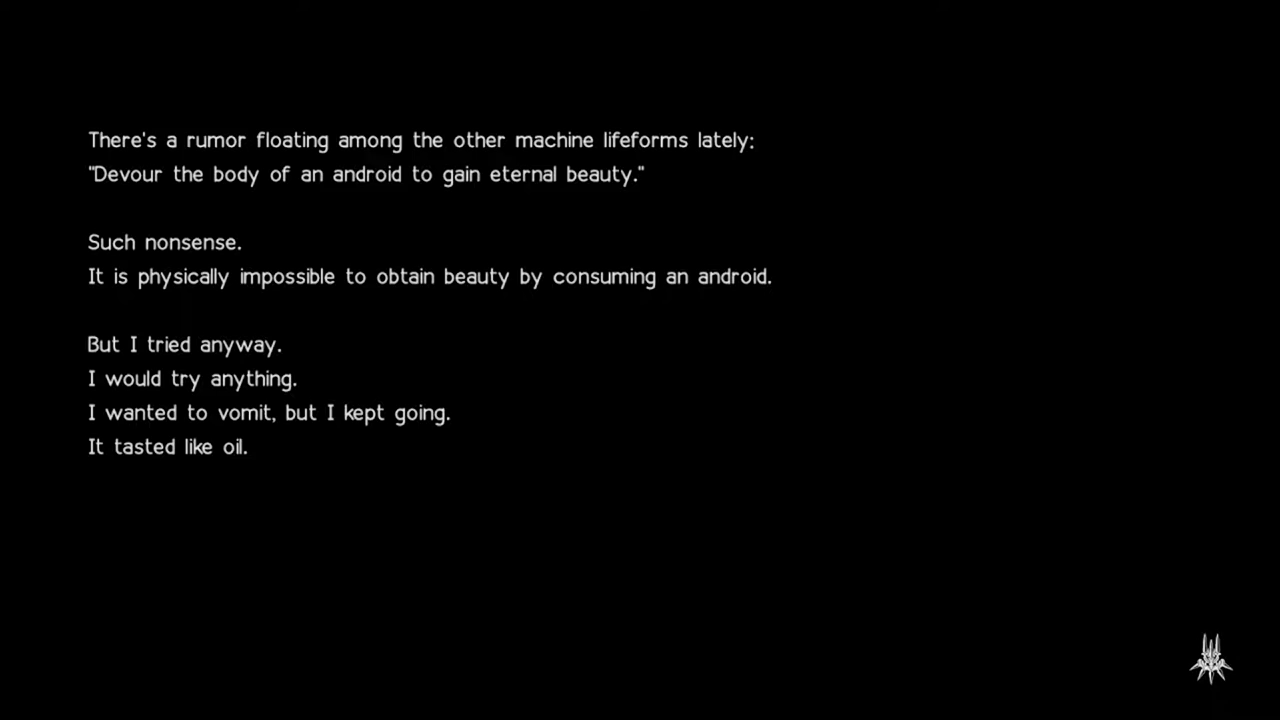 There's a rumor floating among the other machine lifeforms lately:
"Devour the body of an android to gain eternal beauty."
Such nonsense.
It is physically impossible to obtain beauty by consuming an android.
But I tried anyway.
I would try anything.
I wanted to vomit, but I kept going.
It tasted like oil.